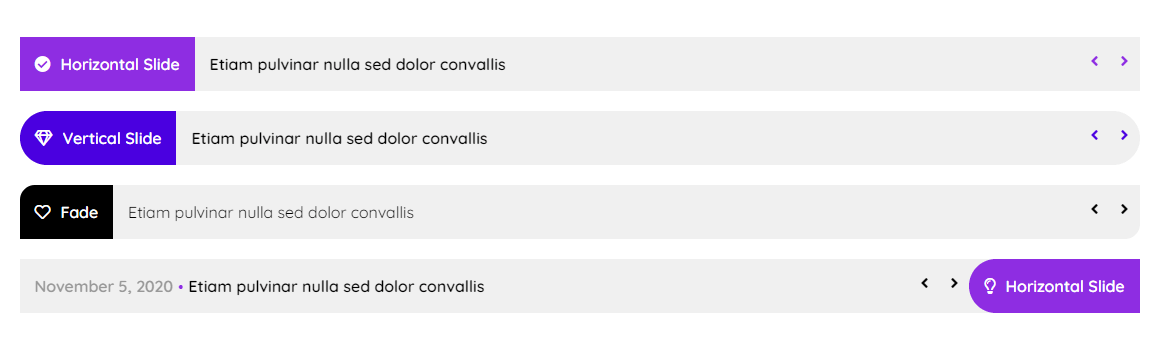 Horizontal Slide Etiam pulvinar nulla sed dolor convallis
Vertical Slide Etiam pulvinar nulla sed dolor convallis
Fade Etiam pulvinar nulla sed dolor convallis
November 5, 2020 • Etiam pulvinar nulla sed dolor convallis Horizontal Slide